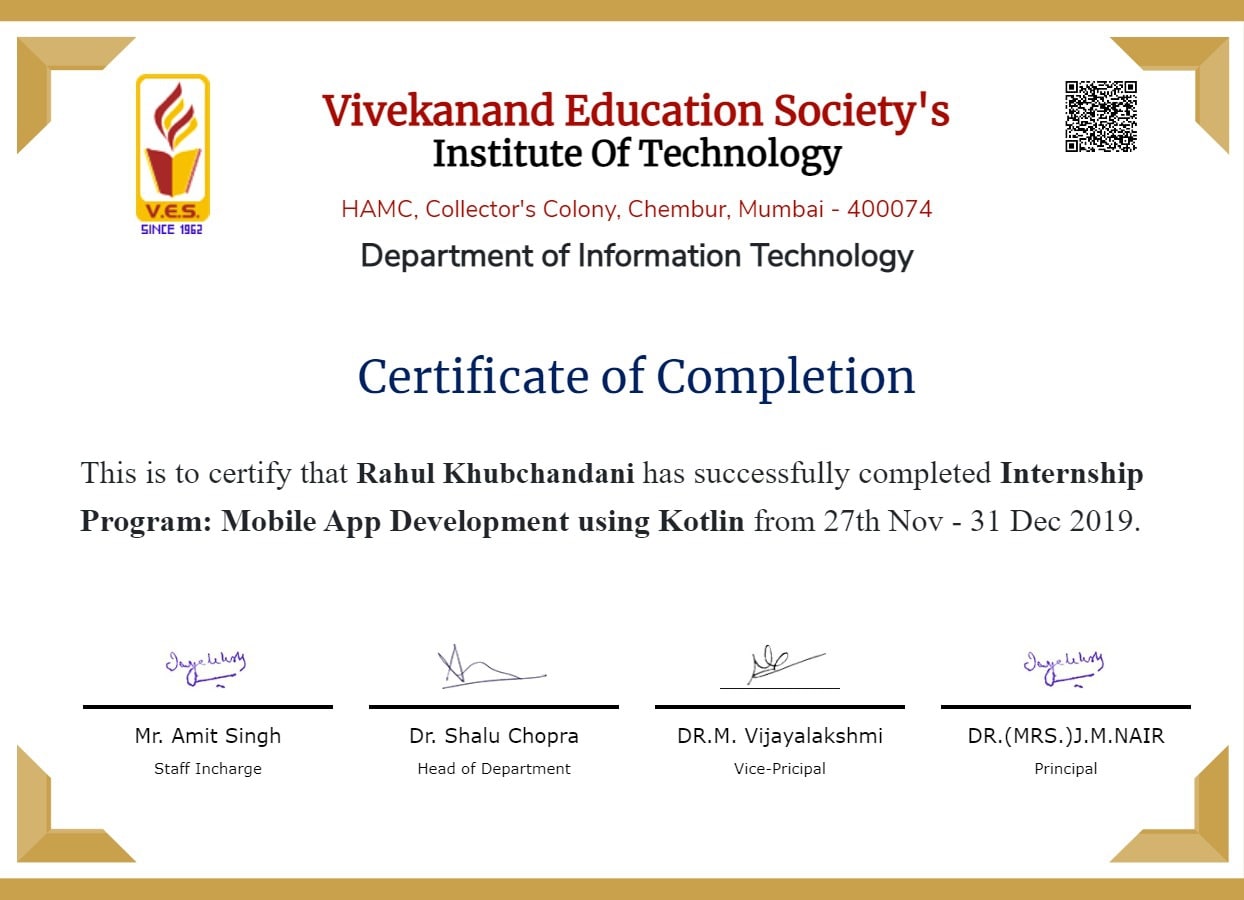 Vivekanand Education Society's
Institute Of Technology
HAMC, Collector's Colony, Chembur, Mumbai - 400074
Department of Information Technology
V.E.S.
SINCE 1962
Certificate of Completion
This is to certify that Rahul Khubchandani has successfully completed Internship
Program: Mobile App Development using Kotlin from 27th Nov - 31 Dec 2019.
Mr. Amit Singh
Staff Incharge
Dr. Shalu Chopra
Head of Department
DR.M. Vijayalakshmi
Vice-Pricipal
DR.(MRS.)J.M.NAIR
Principal